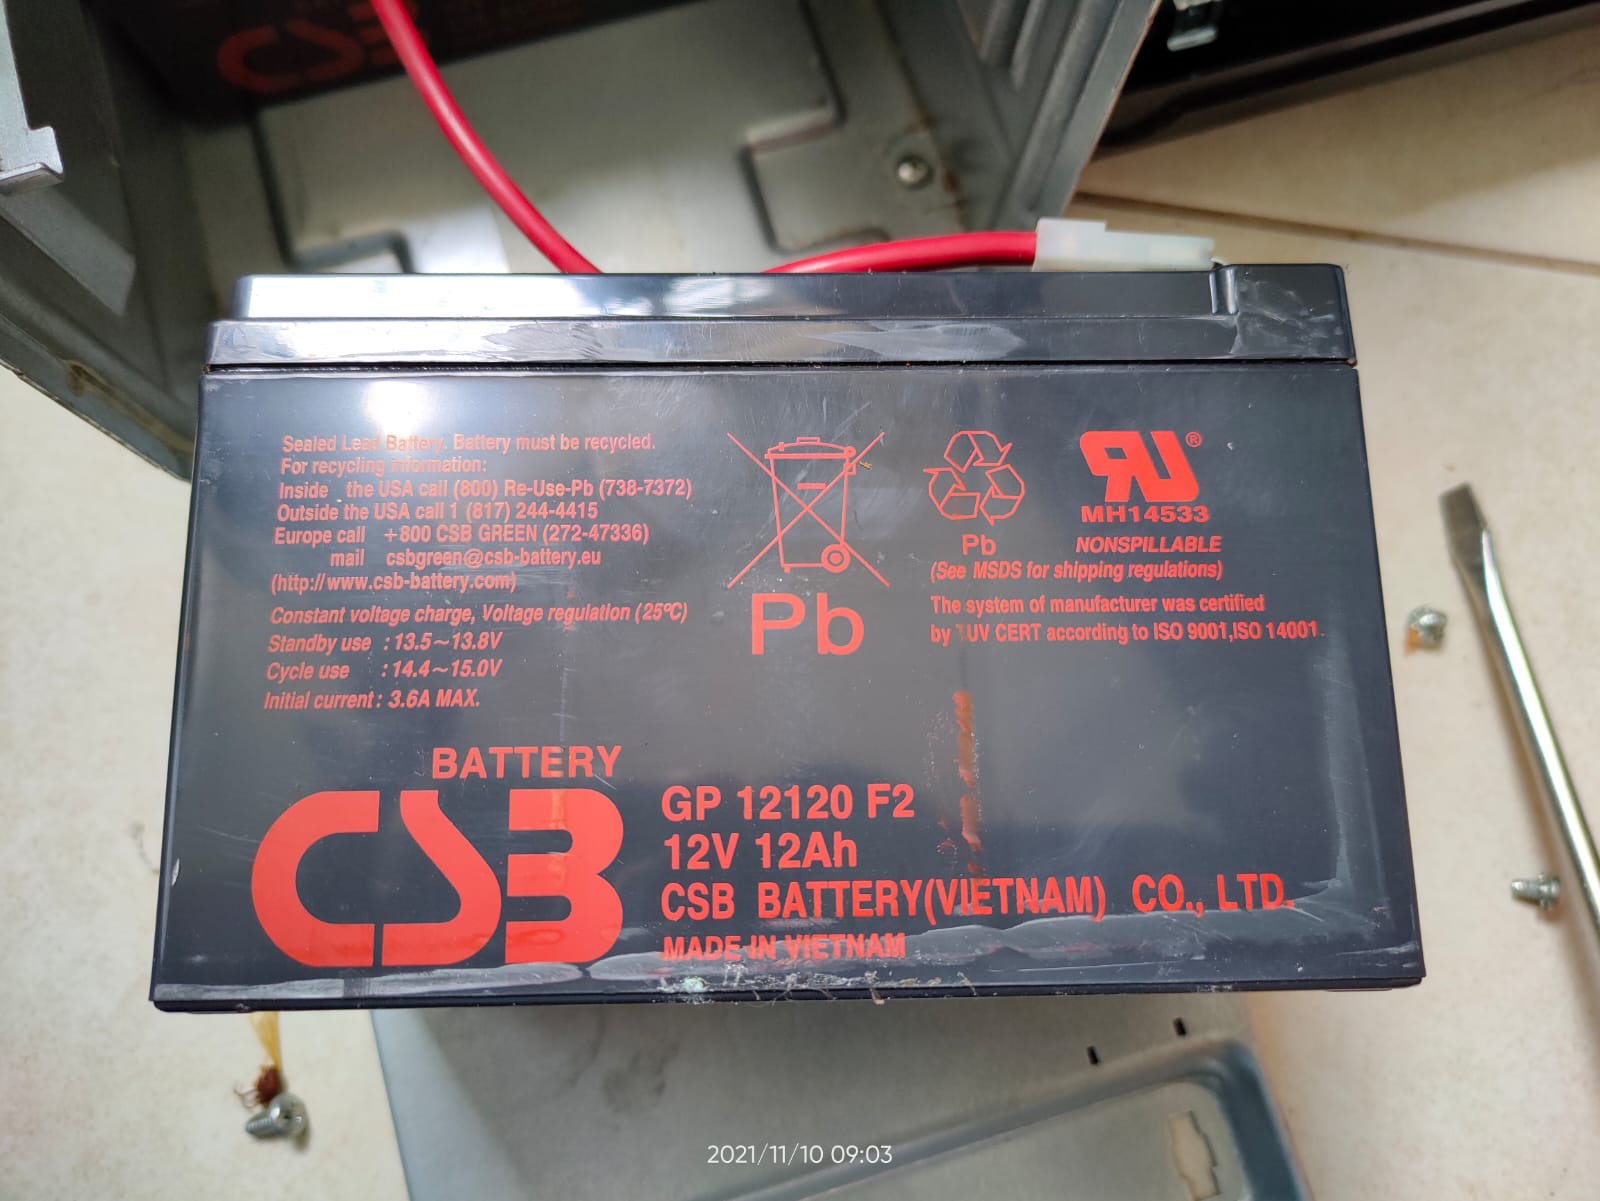 CSB
Sealed Lead Battery. Battery must be recycled.
For recycling information:
Inside the USA call (800) Re-Use-Pb (738-7372)
Outside the USA call 1 (817) 244-4415
Europe call +800 CSB GREEN (272-47336)
mail csbgreen@csb-battery.eu
(http://www.csb-battery.com)
Constant voltage charge, Voltage regulation (25°C)
Standby use : 13.5~13.8V
Cycle use : 14.4~15.0V
Initial current : 3.6A MAX.
Pb
Pb
RU®
MH14533
NONSPILLABLE
(See MSDS for shipping regulations)
The system of manufacturer was certified
by TUV CERT according to ISO 9001,ISO 14001.
BATTERY
CSB
GP 12120 F2
12V 12Ah
CSB BATTERY(VIETNAM) CO., LTD.
MADE IN VIETNAM
2021/11/10 09:03